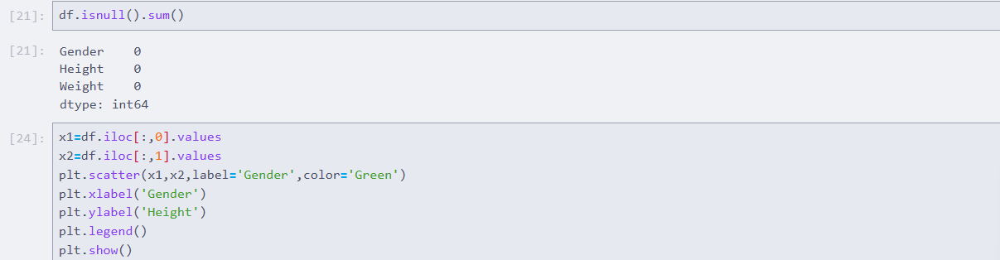 [21]: df.isnull().sum()
[21]: Gender    0
Height    0
Weight    0
dtype: int64
[24]: x1=df.iloc[:,0].values
x2=df.iloc[:,1].values
plt.scatter(x1,x2,label='Gender',color='Green')
plt.xlabel('Gender')
plt.ylabel('Height')
plt.legend()
plt.show()